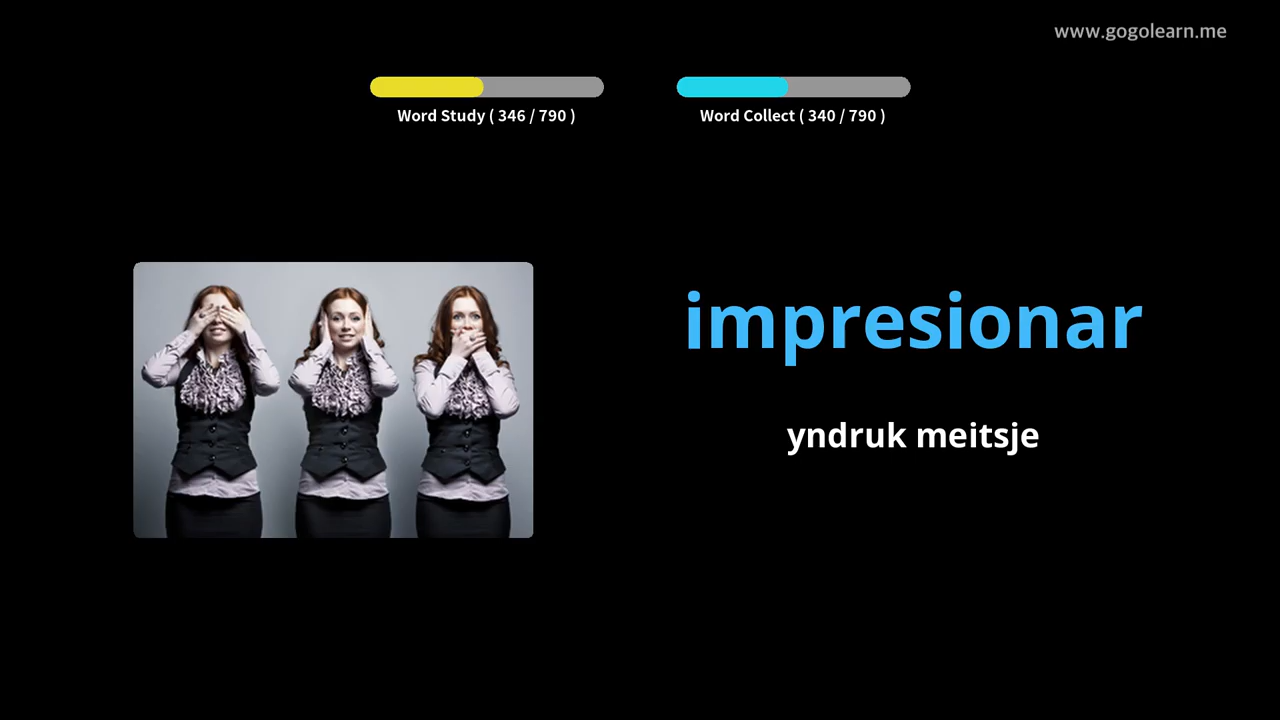 www.gogolearn.me
Word Study ( 346 / 790 )
Word Collect ( 340 / 790 )
impresionar
yndruk meitsje